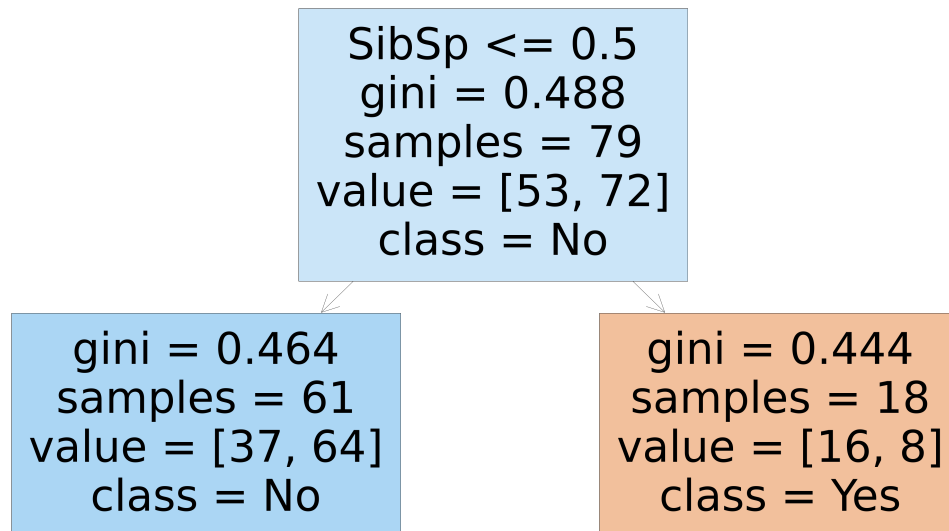 SibSp <= 0.5
gini = 0.488
samples = 79
value = [53, 72]
class = No
gini = 0.464
samples = 61
value = [37, 64]
class = No
gini = 0.444
samples = 18
value = [16, 8]
class = Yes